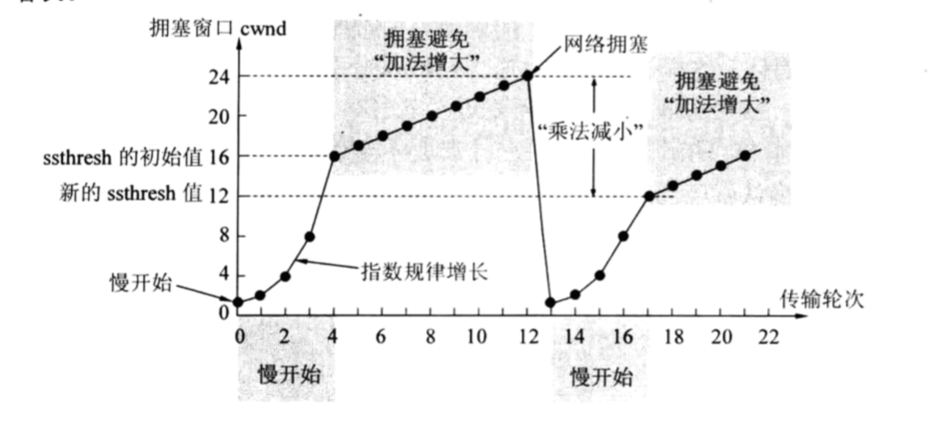 拥塞窗口 cwnd
拥塞避免
“加法增大”
网络拥塞
24
拥塞避免
“加法增大”
20
“乘法减小”
ssthresh 的初始值 16
新的 ssthresh 值 12
8
指数规律增长
4
慢开始
0
传输轮次
0 2 4 6 8 10 12 14 16 18 20 22
慢开始
慢开始